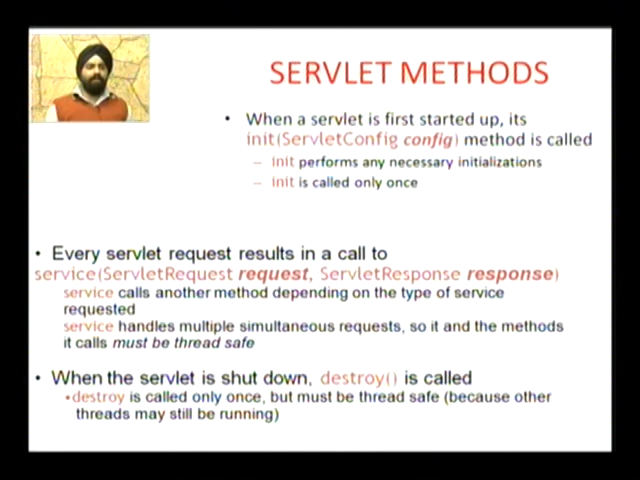 SERVLET METHODS
• When a servlet is first started up, its
init(ServletConfig config) method is called
– init performs any necessary initializations
– init is called only once
• Every servlet request results in a call to
service(ServletRequest request, ServletResponse response)
service calls another method depending on the type of service
requested
service handles multiple simultaneous requests, so it and the methods
it calls must be thread safe
• When the servlet is shut down, destroy() is called
•destroy is called only once, but must be thread safe (because other
threads may still be running)